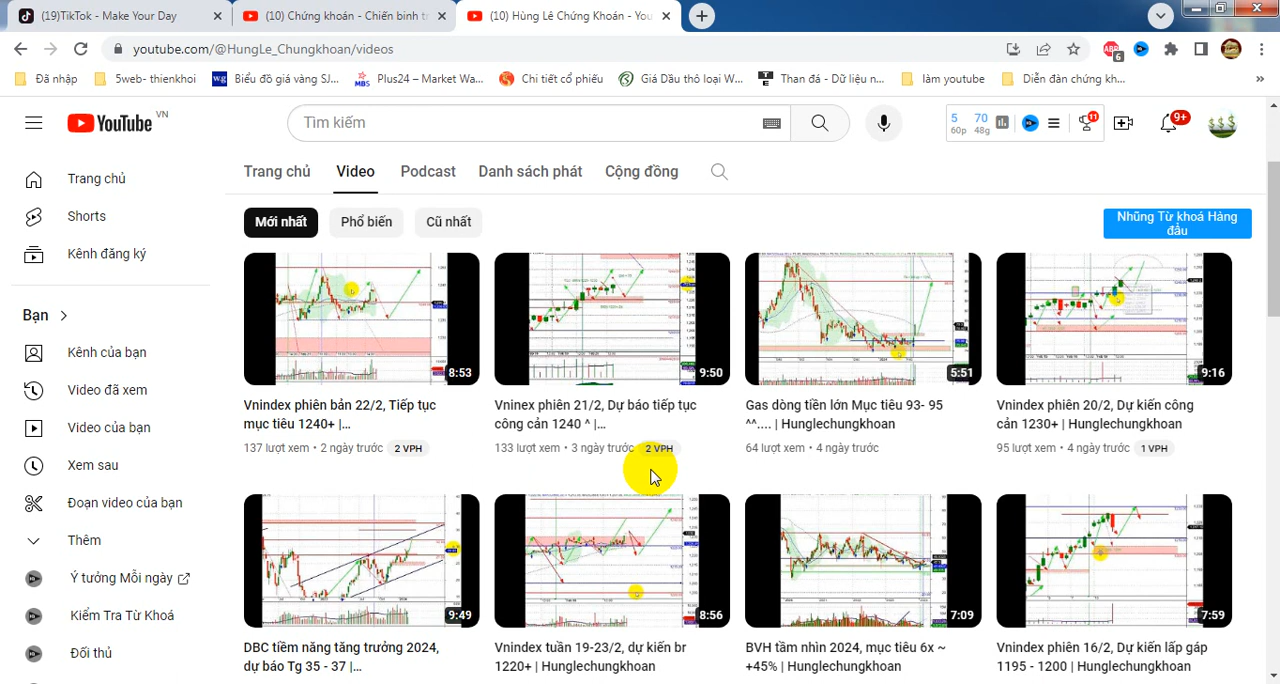 (19)TikTok - Make Your Day
(10) Chứng khoán - Chiến binh t
(10) Hùng Lê Chứng Khoán - You
youtube.com/@HungLe_Chungkhoan/videos
ABP
6
Đã nhập
5web- thienkhoi
Biểu đồ giá vàng SJ...
Plus24 – Market Wa...
Chi tiết cổ phiếu
Giá Dầu thô loại W...
Than đá - Dữ liệu n...
làm youtube
Diễn đàn chứng kh...
YouTube VN
Tìm kiếm
5 70
60p 48g
11
9+
Trang chủ
Video
Podcast
Danh sách phát
Cộng đồng
Trang chủ
Shorts
Kênh đăng ký
Bạn
Kênh của bạn
Video đã xem
Video của bạn
Xem sau
Đoạn video của bạn
Thêm
Ý tưởng Mỗi ngày
Kiểm Tra Từ Khoá
Đối thủ
Mới nhất
Phổ biến
Cũ nhất
Những Từ khoá Hàng
đầu
8:53
9:50
5:51
9:16
Vnindex phiên bản 22/2, Tiếp tục
mục tiêu 1240+ |...
137 lượt xem • 2 ngày trước 2 VPH
Vninex phiên 21/2, Dự báo tiếp tục
công cản 1240 ^ |...
133 lượt xem • 3 ngày trước 2 VPH
Gas dòng tiền lớn Mục tiêu 93- 95
^^.... | Hunglechungkhoan
64 lượt xem • 4 ngày trước
Vnindex phiên 20/2, Dự kiến công
cản 1230+ | Hunglechungkhoan
95 lượt xem • 4 ngày trước 1 VPH
9:49
8:56
7:09
7:59
DBC tiềm năng tăng trưởng 2024,
dự báo Tg 35 - 37 |...
Vnindex tuần 19-23/2, dự kiến br
1220+ | Hunglechungkhoan
BVH tầm nhìn 2024, mục tiêu 6x ~
+45% | Hunglechungkhoan
Vnindex phiên 16/2, Dự kiến lấp gáp
1195 - 1200 | Hunglechungkhoan